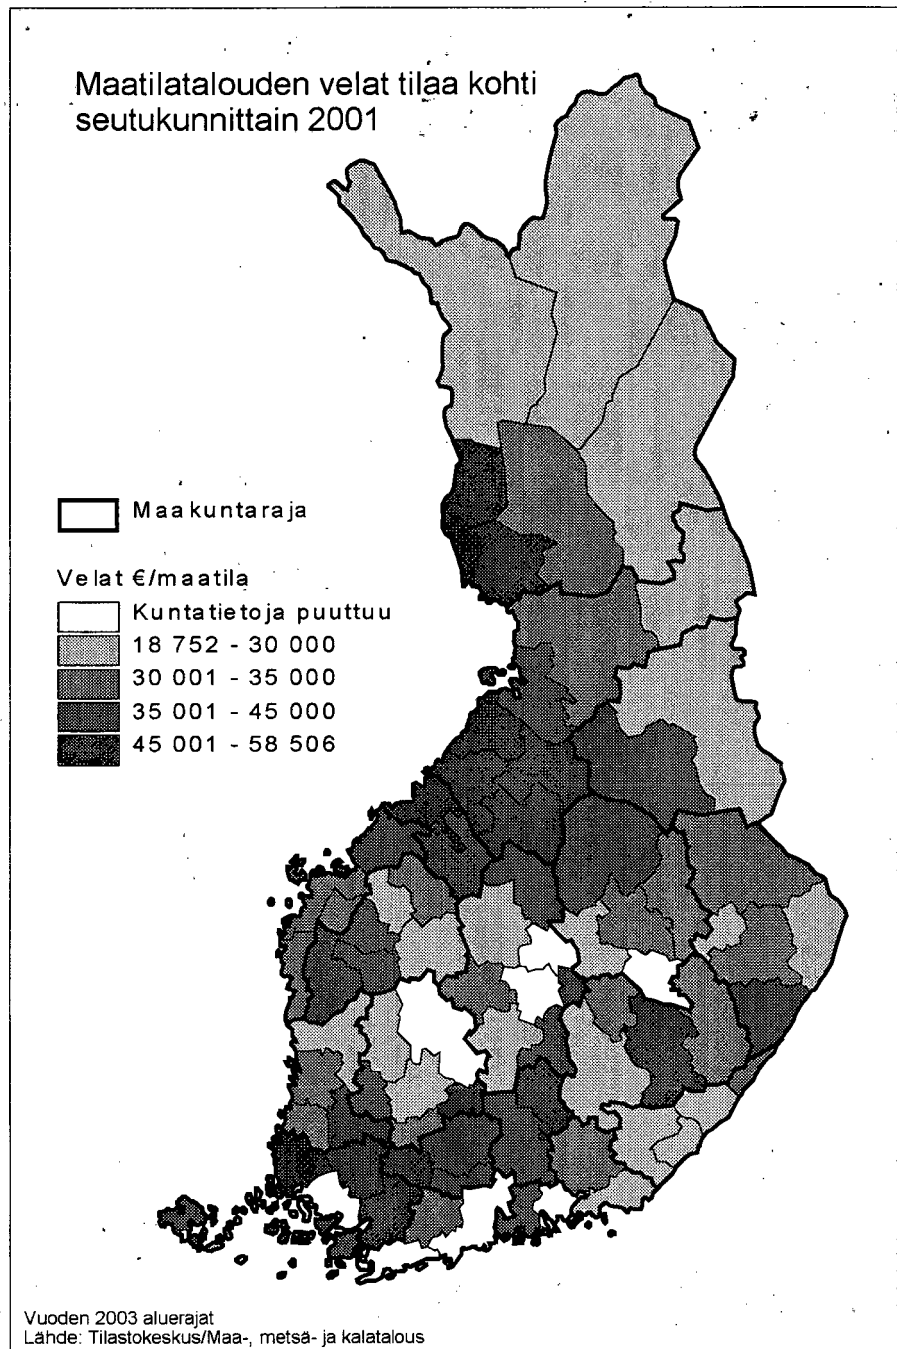 Maatilatalouden velat tilaa kohti
seutukunnittain 2001
Maakuntaraja
Velat €/maatila
Kuntatietoja puuttuu
18 752 - 30 000
30 001 - 35 000
35 001 - 45 000
45 001 - 58 506
Vuoden 2003 aluerajat
Lähde: Tilastokeskus/Maa-, metsä- ja kalatalous